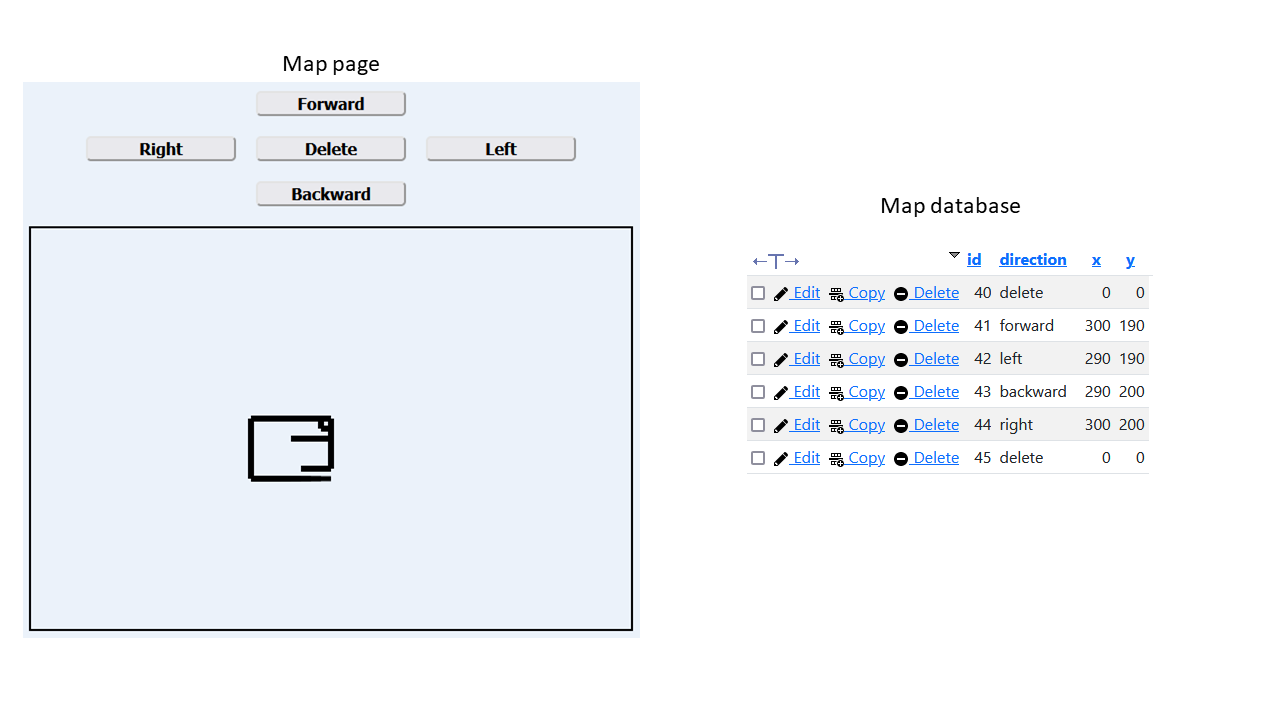 Map page
Forward
Right Delete Left
Backward
Map database
←T→ id direction x y
Edit Copy Delete 40 delete 0 0
Edit Copy Delete 41 forward 300 190
Edit Copy Delete 42 left 290 190
Edit Copy Delete 43 backward 290 200
Edit Copy Delete 44 right 300 200
Edit Copy Delete 45 delete 0 0